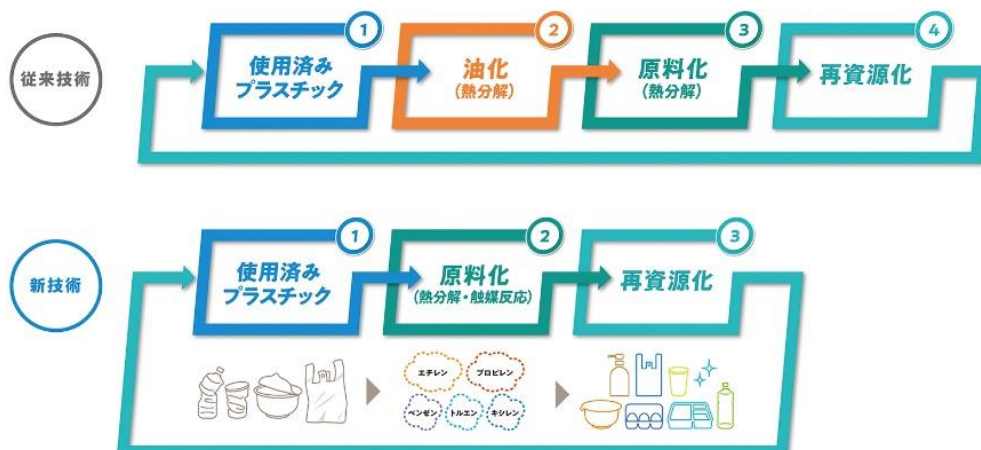 従来技術
1
使用済み
プラスチック
2
油化
(熱分解)
3
原料化
(熱分解)
4
再資源化
新技術
1
使用済み
プラスチック
2
原料化
(熱分解・触媒反応)
3
再資源化
エチレン
プロピレン
ベンゼン
トルエン
キシレン